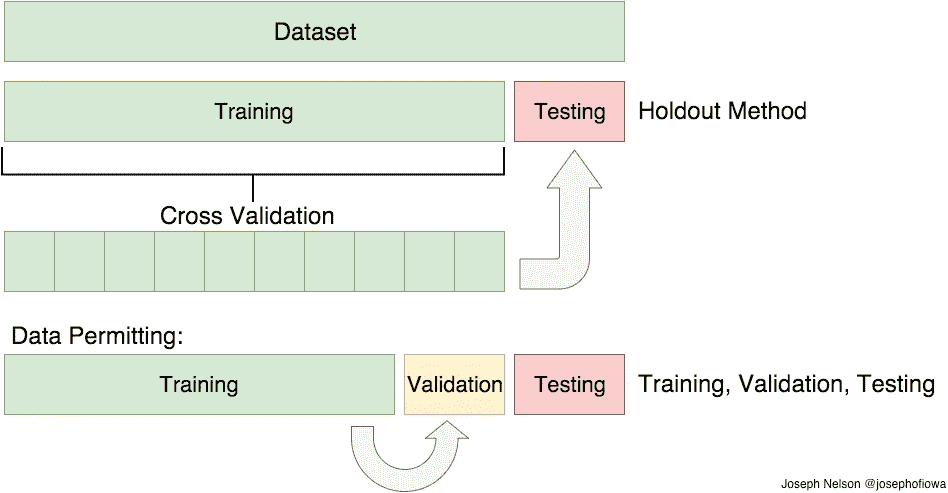 Dataset
Training Testing Holdout Method
Cross Validation
Data Permitting:
Training Validation Testing Training, Validation, Testing
Joseph Nelson @josephofiowa